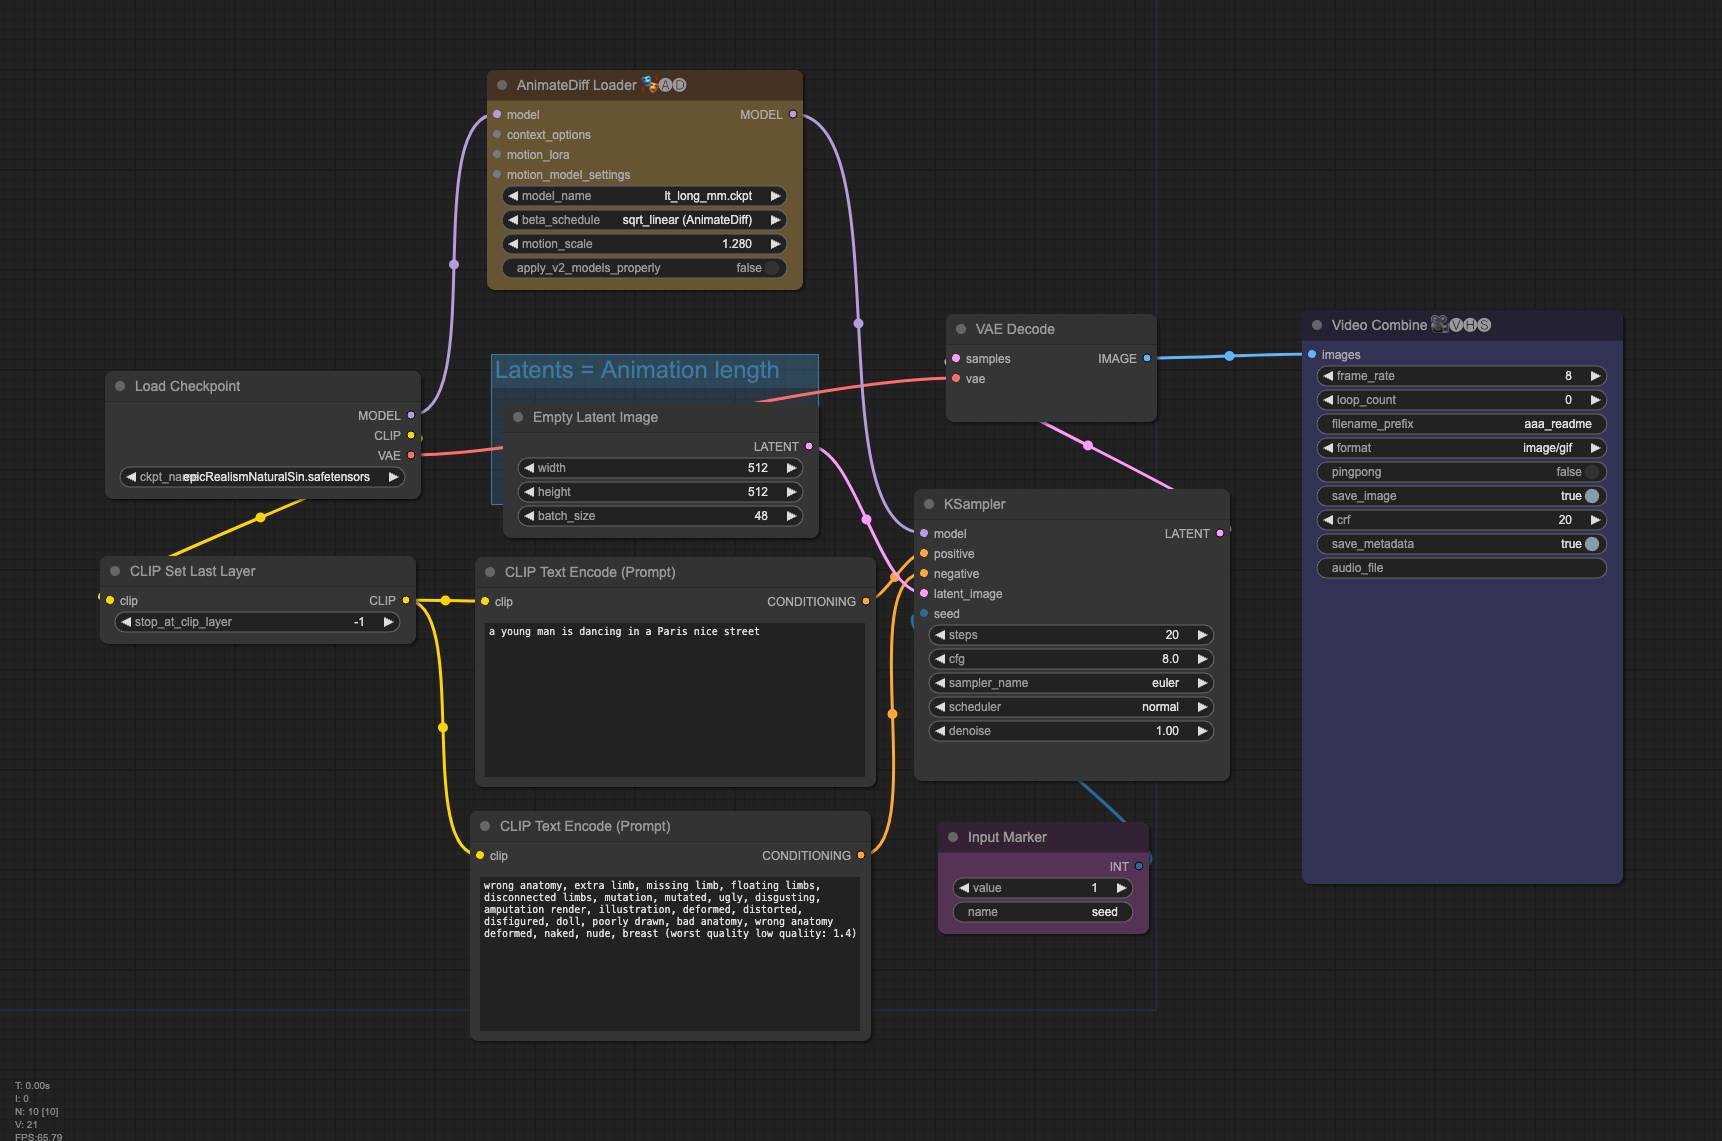 AnimateDiff Loader 🎭🅐🅓
model
MODEL
context_options
motion_lora
motion_model_settings
model_name
lt_long_mm.ckpt
beta_schedule
sqrt_linear (AnimateDiff)
motion_scale
1.280
apply_v2_models_properly
false
Load Checkpoint
MODEL
CLIP
VAE
epicRealismNaturalSin.safetensors
Latents = Animation length
Empty Latent Image
LATENT
width
512
height
512
batch_size
48
VAE Decode
samples
IMAGE
vae
Video Combine 🎥🅥🅗🅢
images
frame_rate
8
loop_count
0
filename_prefix
aaa_readme
format
image/gif
pingpong
false
save_image
true
crf
20
save_metadata
true
audio_file
CLIP Set Last Layer
clip
CLIP
stop_at_clip_layer
-1
CLIP Text Encode (Prompt)
clip
CONDITIONING
a young man is dancing in a Paris nice street
KSampler
model
LATENT
positive
negative
latent_image
seed
steps
20
cfg
8.0
sampler_name
euler
scheduler
normal
denoise
1.00
CLIP Text Encode (Prompt)
clip
CONDITIONING
wrong anatomy, extra limb, missing limb, floating limbs,
disconnected limbs, mutation, mutated, ugly, disgusting,
amputation render, illustration, deformed, distorted,
disfigured, doll, poorly drawn, bad anatomy, wrong anatomy
deformed, naked, nude, breast (worst quality low quality: 1.4)
Input Marker
INT
value
1
name
seed
T: 0.00s
I: 0
N: 10 [10]
V: 21
FPS:65.79